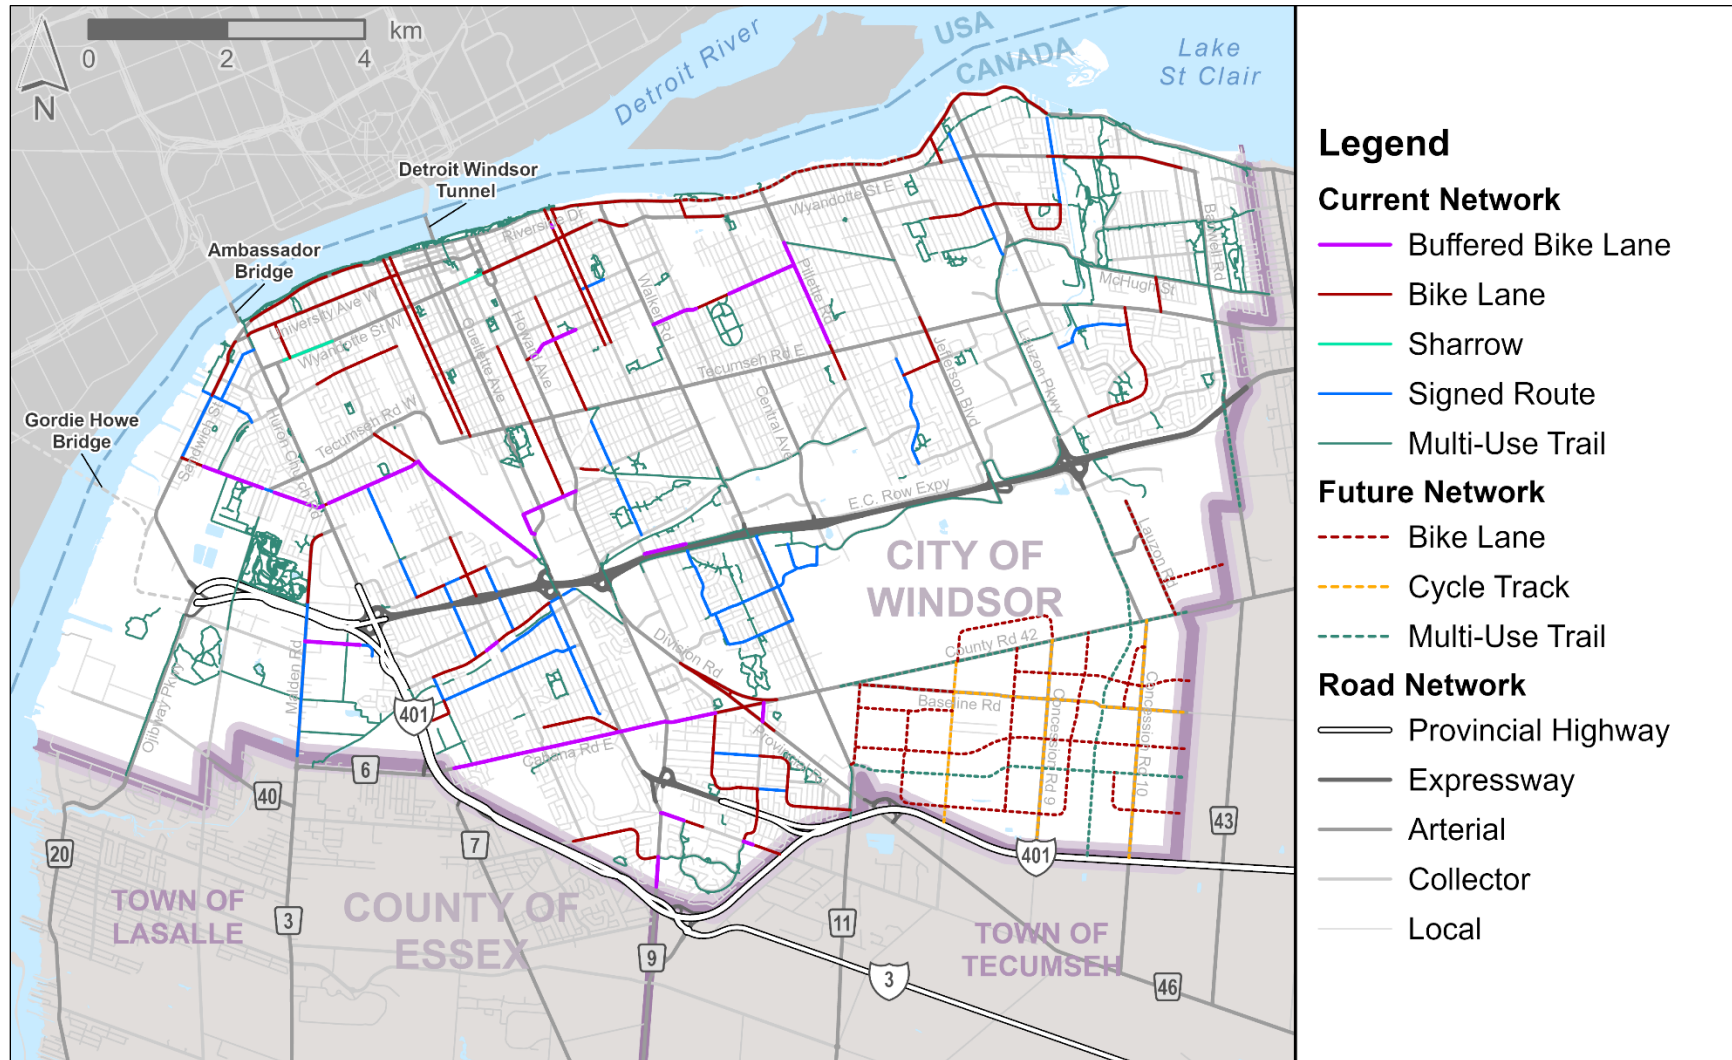 USA
CANADA
Lake
St Clair
Detroit River
km
0
2
4
N
Detroit Windsor
Tunnel
Ambassador
Bridge
Gordie Howe
Bridge
Riverside Dr
Wyandotte St E
University Ave W
Wyandotte St W
Ouellette Ave
Howard Ave
Walker Rd
Pillette Rd
Banwell Rd
McHugh St
Tecumseh Rd E
Jefferson Blvd
Lauzon Pkwy
Sandwich St
Huron Church Rd
Tecumseh Rd W
Central Ave
E.C. Row Expy
Lauzon Rd
CITY OF
WINDSOR
Division Rd
County Rd 42
Baseline Rd
Concession Rd 9
Concession Rd 10
Malden Rd
Ojibway Pkwy
401
Cabana Rd E
Provincial Rd
6
40
7
43
401
20
3
11
9
3
46
TOWN OF
LASALLE
COUNTY OF
ESSEX
TOWN OF
TECUMSEH
Legend
Current Network
Buffered Bike Lane
Bike Lane
Sharrow
Signed Route
Multi-Use Trail
Future Network
Bike Lane
Cycle Track
Multi-Use Trail
Road Network
Provincial Highway
Expressway
Arterial
Collector
Local